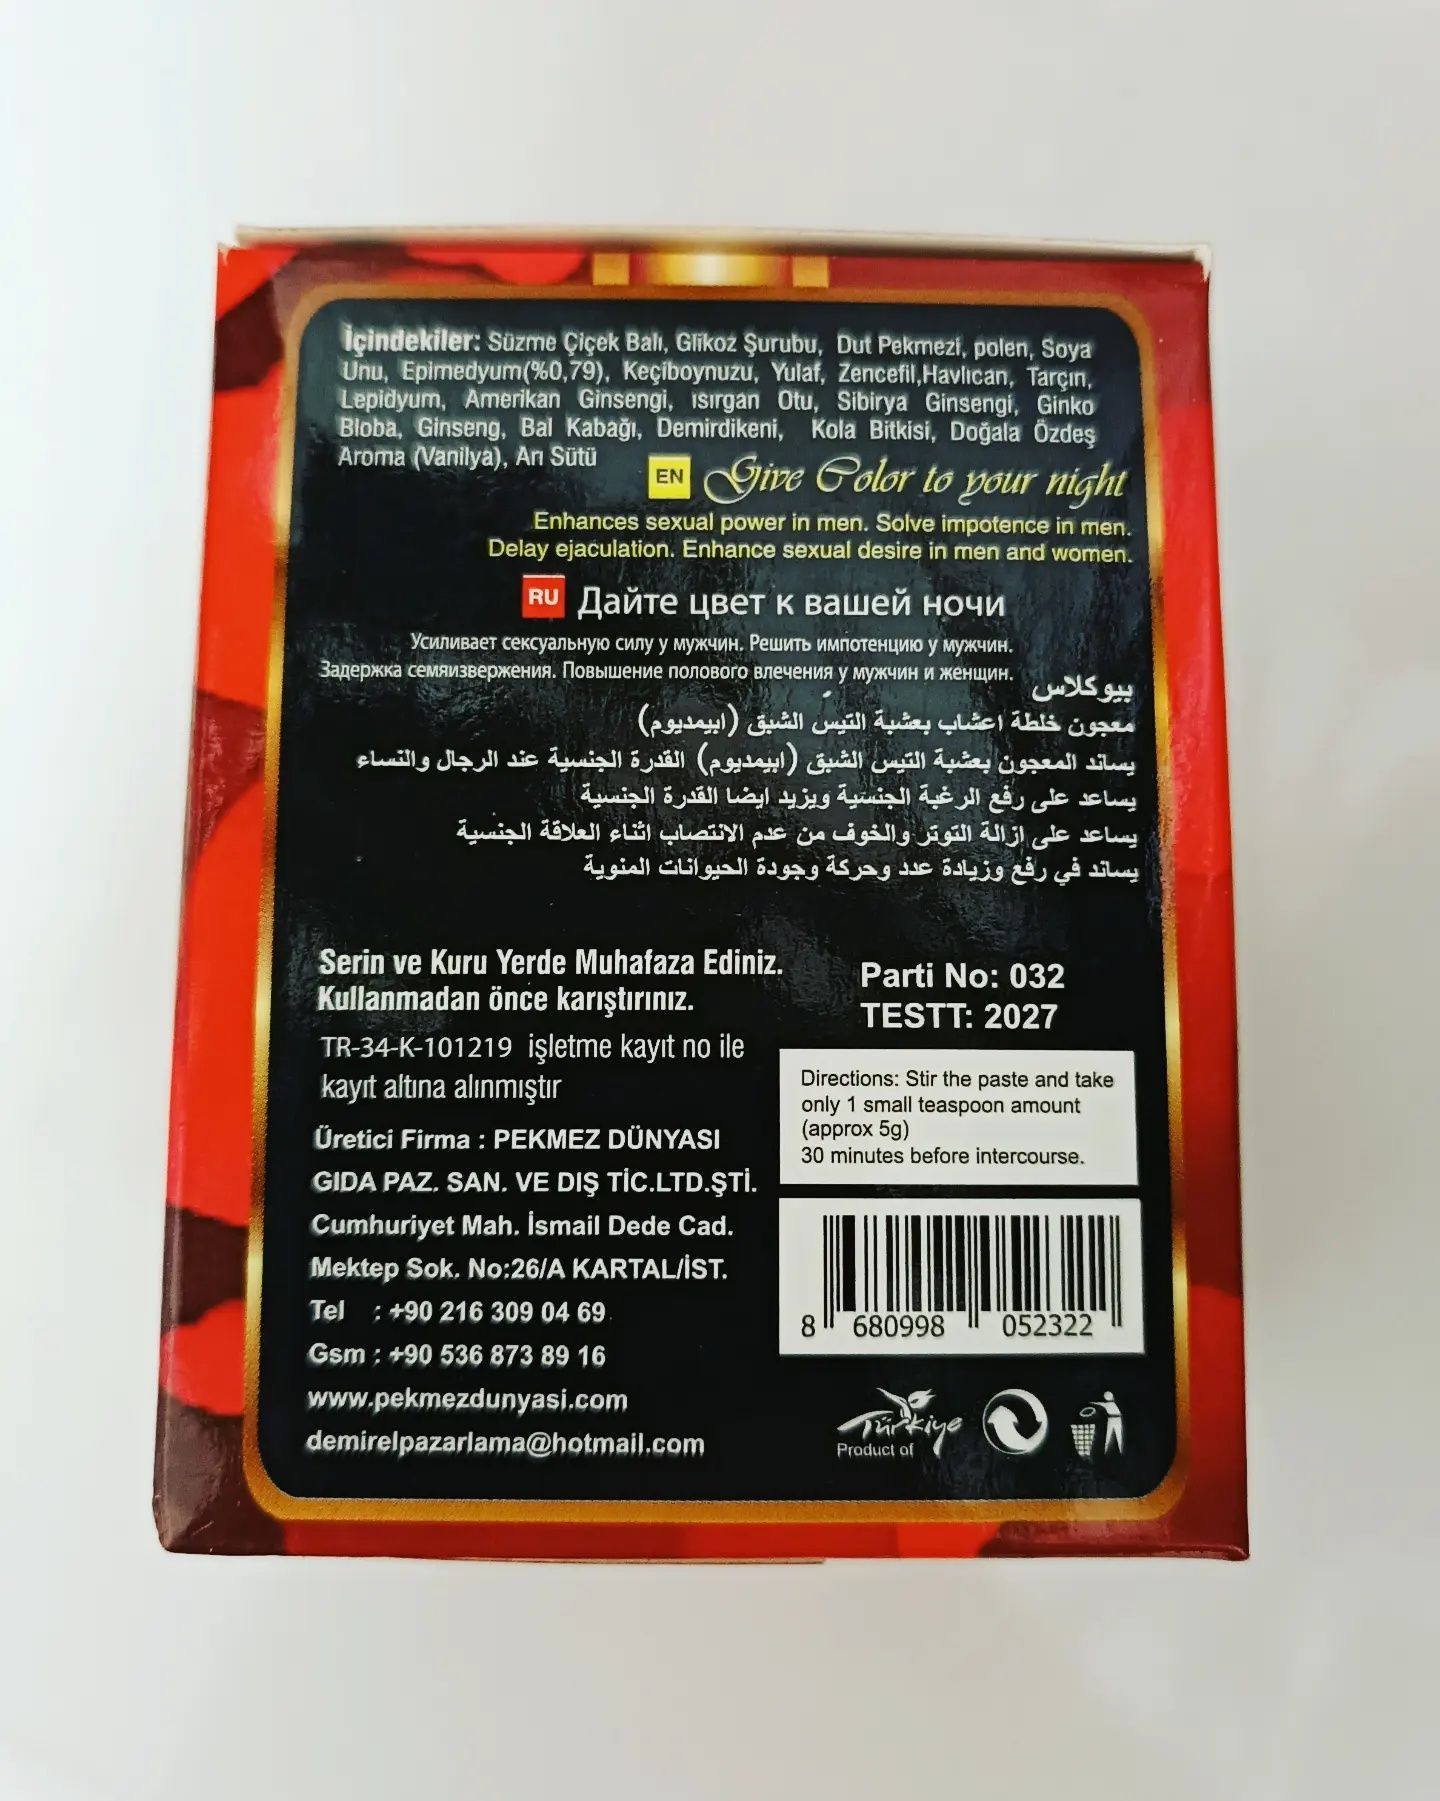 İçindekiler: Süzme Çiçek Balı, Glikoz Şurubu, Dut Pekmezi, polen, Soya
Unu, Epimedyum(%0,79), Keçiboynuzu, Yulaf, Zencefil,Havlıcan, Tarçın,
Lepidyum, Amerikan Ginsengi, ısırgan Otu, Sibirya Ginsengi, Ginko
Bloba, Ginseng, Bal Kabağı, Demirdikeni, Kola Bitkisi, Doğala Özdeş
Aroma (Vanilya), Arı Sütü
EN Give Color to your night
Enhances sexual power in men. Solve impotence in men.
Delay ejaculation. Enhance sexual desire in men and women.
RU Дайте цвет к вашей ночи
Усиливает сексуальную силу у мужчин. Решить импотенцию у мужчин.
Задержка семяизвержения. Повышение полового влечения у мужчин и женщин.
بيوكلاس
معجون خلطة اعشاب بعشبة التيس الشبق (ابيمديوم)
يساند المعجون بعشبة التيس الشبق (ابيمديوم) القدرة الجنسية عند الرجال والنساء
يساعد على رفع الرغبة الجنسية ويزيد ايضا القدرة الجنسية
يساعد على ازالة التوتر والخوف من عدم الانتصاب اثناء العلاقة الجنسية
يساند في رفع وزيادة عدد وحركة وجودة الحيوانات المنوية
Serin ve Kuru Yerde Muhafaza Ediniz.
Kullanmadan önce karıştırınız.
TR-34-K-101219 işletme kayıt no ile
kayıt altına alınmıştır
Üretici Firma : PEKMEZ DÜNYASI
GIDA PAZ. SAN. VE DIŞ TİC.LTD.ŞTİ.
Cumhuriyet Mah. İsmail Dede Cad.
Mektep Sok. No:26/A KARTAL/İST.
Tel : +90 216 309 04 69
Gsm : +90 536 873 89 16
www.pekmezdunyasi.com
demirelpazarlama@hotmail.com
Parti No: 032
TESTT: 2027
Directions: Stir the paste and take
only 1 small teaspoon amount
(approx 5g)
30 minutes before intercourse.
8 680998 052322
Türkiye
Product of